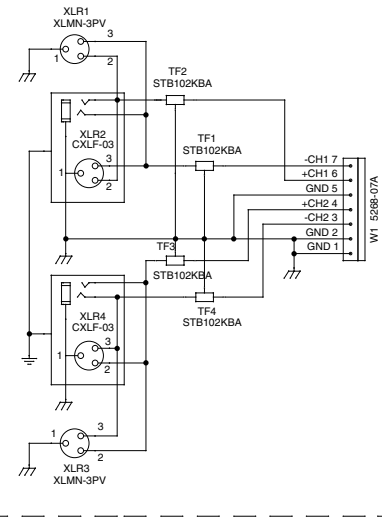 XLR1
XLMN-3PV
3
1
2
TF2
STB102KBA
XLR2
CXLF-03
3
1
2
TF1
STB102KBA
-CH1 7
+CH1 6
GND 5
+CH2 4
-CH2 3
GND 2
GND 1
W1 5268-07A
TF3
STB102KBA
XLR4
CXLF-03
3
1
2
TF4
STB102KBA
1
3
2
XLR3
XLMN-3PV